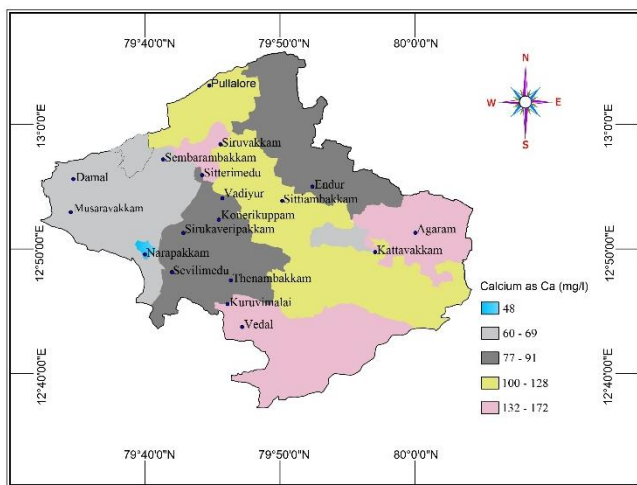 79°40'0"N 79°50'0"N 80°0'0"N
N
W E
S
13°0'0"E 13°0'0"E
12°50'0"E 12°50'0"E
12°40'0"E 12°40'0"E
Pullalore
Siruvakkam
Sembarambakkam
Sitterimedu
Damal
Endur
Vadiyur
Sittiambakkam
Musaravakkam
Konerikuppam
Sirukaveripakkam
Agaram
Narapakkam
Kattavakkam
Sevilimedu
Thenambakkam
Kuruvimalai
Vedal
Calcium as Ca (mg/l)
48
60 - 69
77 - 91
100 - 128
132 - 172
79°40'0"N 79°50'0"N 80°0'0"N